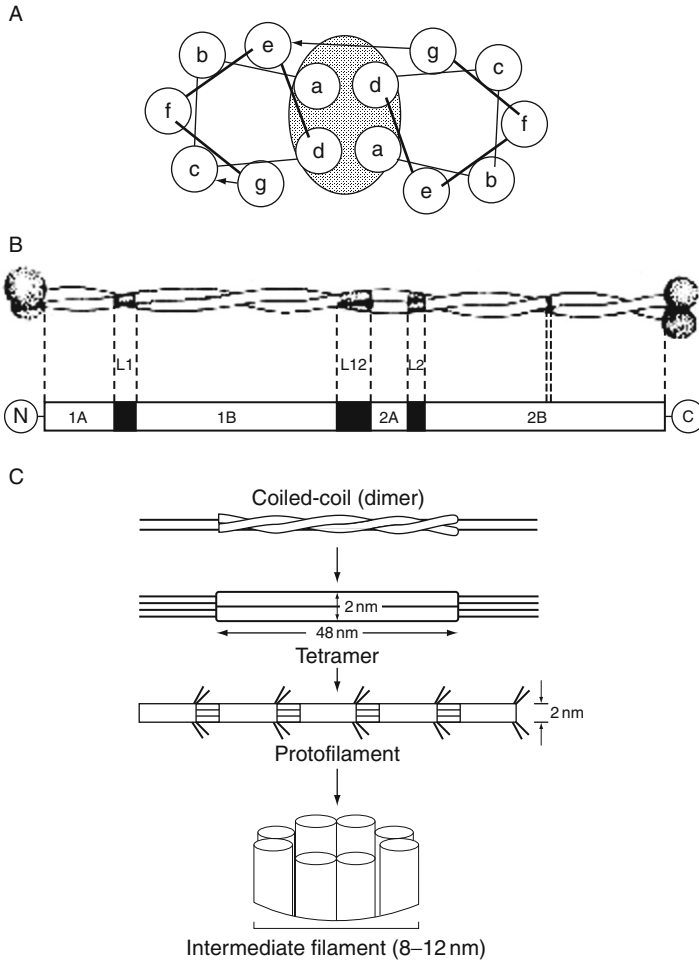 A
b e g c
a d
f f
d a
c g e b
B
L1 L12 L2
N 1A 1B 2A 2B C
C
Coiled-coil (dimer)
2 nm
48 nm
Tetramer
2 nm
Protofilament
Intermediate filament (8–12 nm)